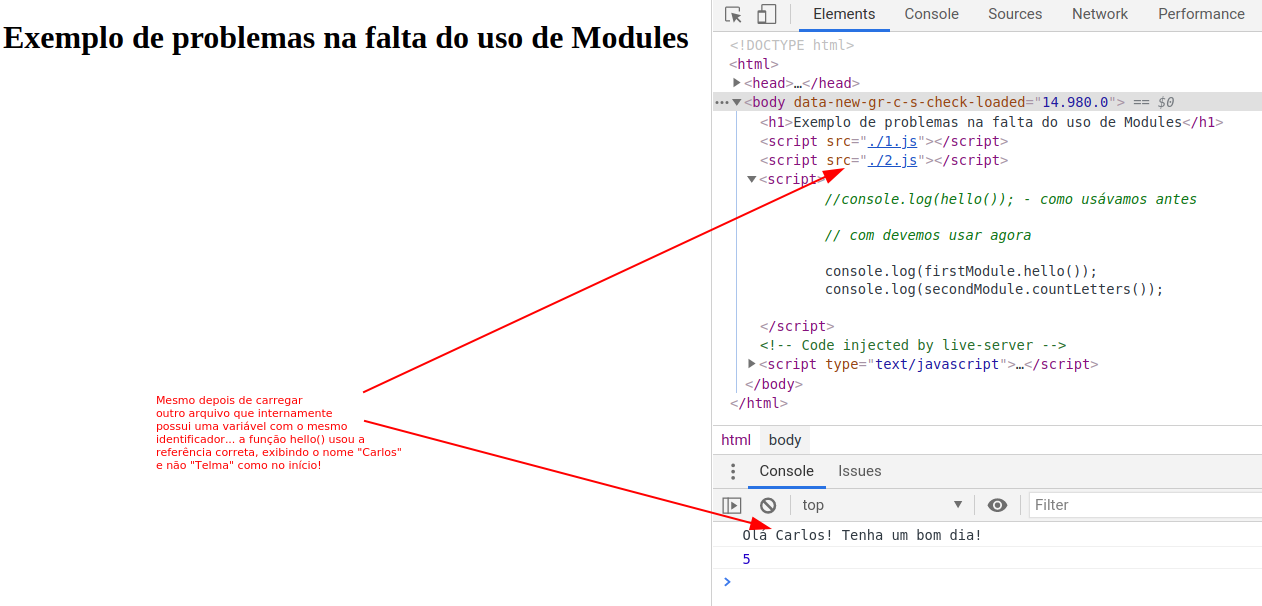 Exemplo de problemas na falta do uso de Modules
Mesmo depois de carregar
outro arquivo que internamente
possui uma variável com o mesmo
identificador... a função hello() usou a
referência correta, exibindo o nome "Carlos"
e não "Telma" como no início!
Elements Console Sources Network Performance
<!DOCTYPE html>
<html>
<head>…</head>
<body data-new-gr-c-s-check-loaded="14.980.0"> == $0
<h1>Exemplo de problemas na falta do uso de Modules</h1>
<script src="./1.js"></script>
<script src="./2.js"></script>
<script>
//console.log(hello()); - como usávamos antes
// com devemos usar agora
console.log(firstModule.hello());
console.log(secondModule.countLetters());
</script>
<!-- Code injected by live-server -->
<script type="text/javascript">…</script>
</body>
</html>
html body
Console Issues
top Filter
Olá Carlos! Tenha um bom dia!
5